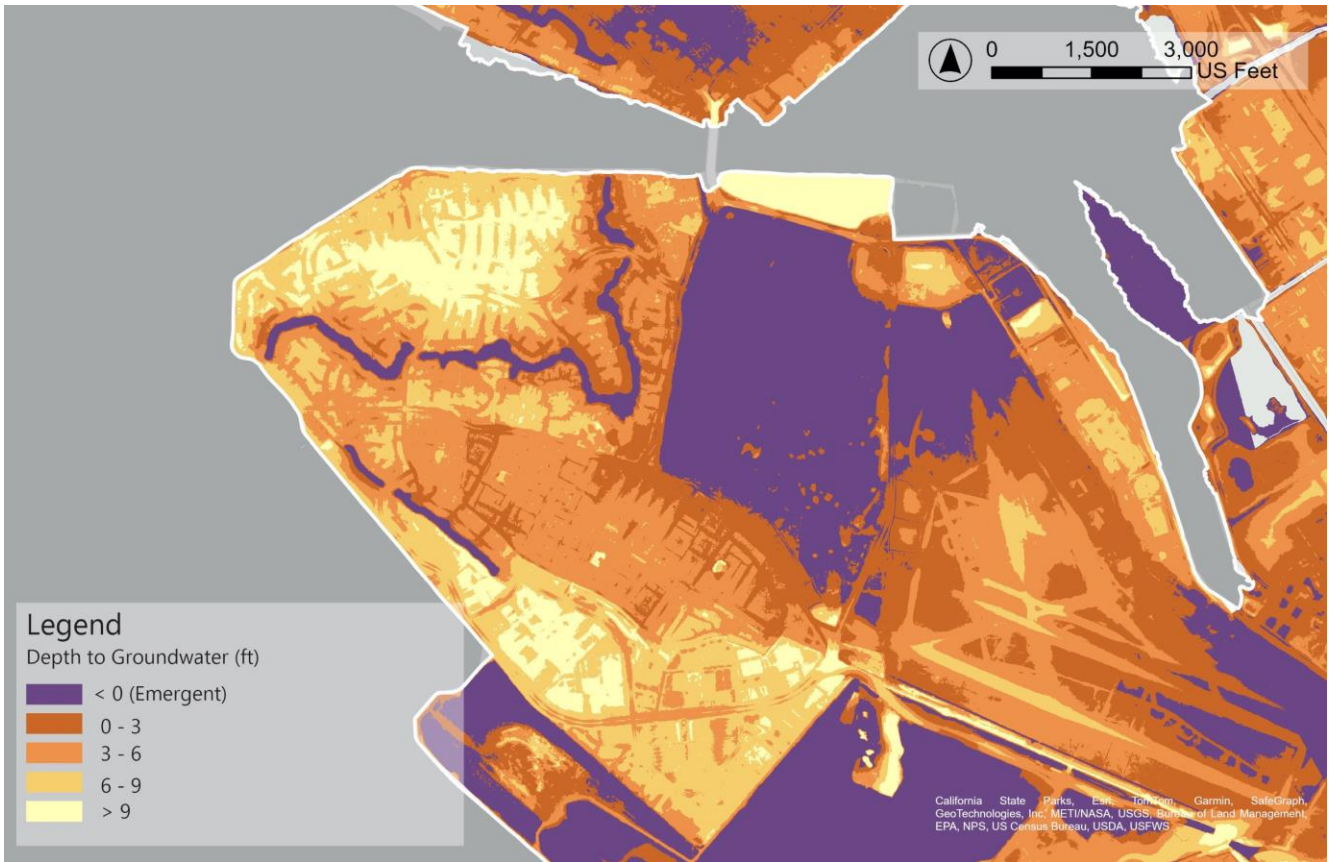 0 1,500 3,000
US Feet
Legend
Depth to Groundwater (ft)
< 0 (Emergent)
0 - 3
3 - 6
6 - 9
> 9
California State Parks, Esri, TomTom, Garmin, SafeGraph,
GeoTechnologies, Inc, METI/NASA, USGS, Bureau of Land Management,
EPA, NPS, US Census Bureau, USDA, USFWS